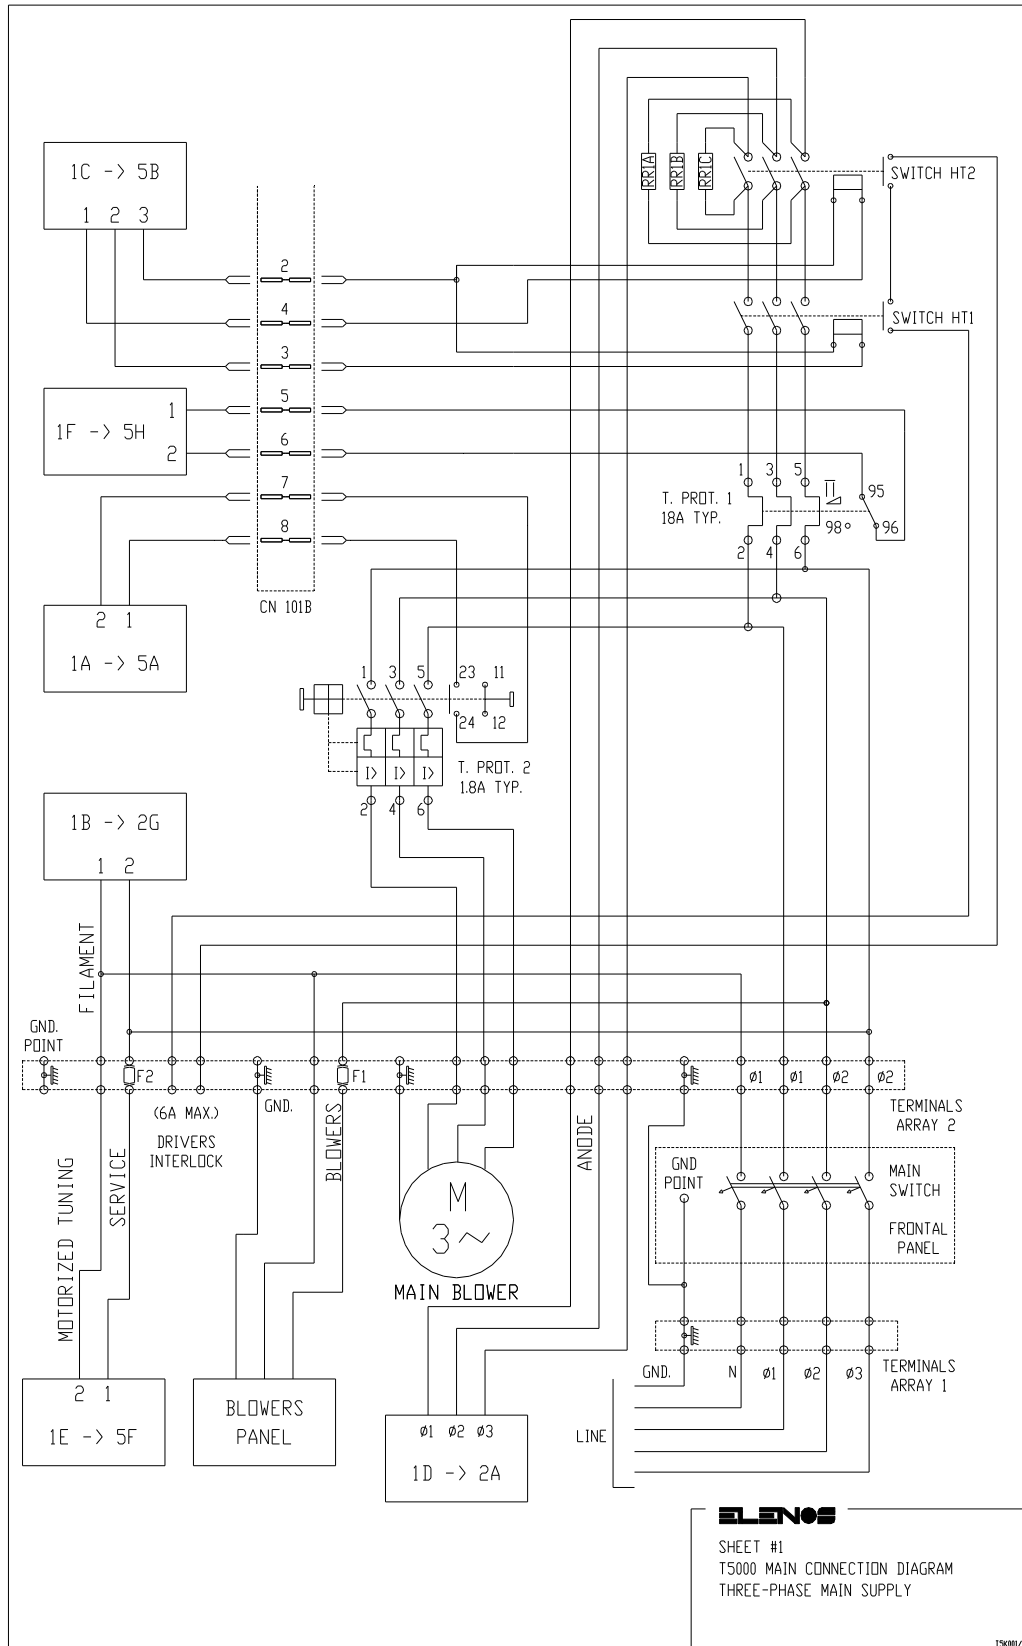 1C -> 5B
1 2 3
RR1A
RR1B
RR1C
SWITCH HT2
2
4
SWITCH HT1
3
5
1F -> 5H
1
2
6
7
8
CN 101B
1 3 5
T. PROT. 1
18A TYP.
95
98° 96
2 4 6
2 1
1A -> 5A
1 3 5 23 11
24 12
I> I> I>
T. PROT. 2
1.8A TYP.
2 4 6
1B -> 2G
1 2
FILAMENT
GND.
POINT
F2
F1
ø1 ø1 ø2 ø2
(6A MAX.)
GND.
TERMINALS
ARRAY 2
DRIVERS
INTERLOCK
BLOWERS
ANODE
MOTORIZED TUNING
SERVICE
GND
POINT
MAIN
SWITCH
FRONTAL
PANEL
M
3~
MAIN BLOWER
GND. N ø1 ø2 ø3
TERMINALS
ARRAY 1
2 1
1E -> 5F
BLOWERS
PANEL
ø1 ø2 ø3
1D -> 2A
LINE
ELENOS
SHEET #1
T5000 MAIN CONNECTION DIAGRAM
THREE-PHASE MAIN SUPPLY